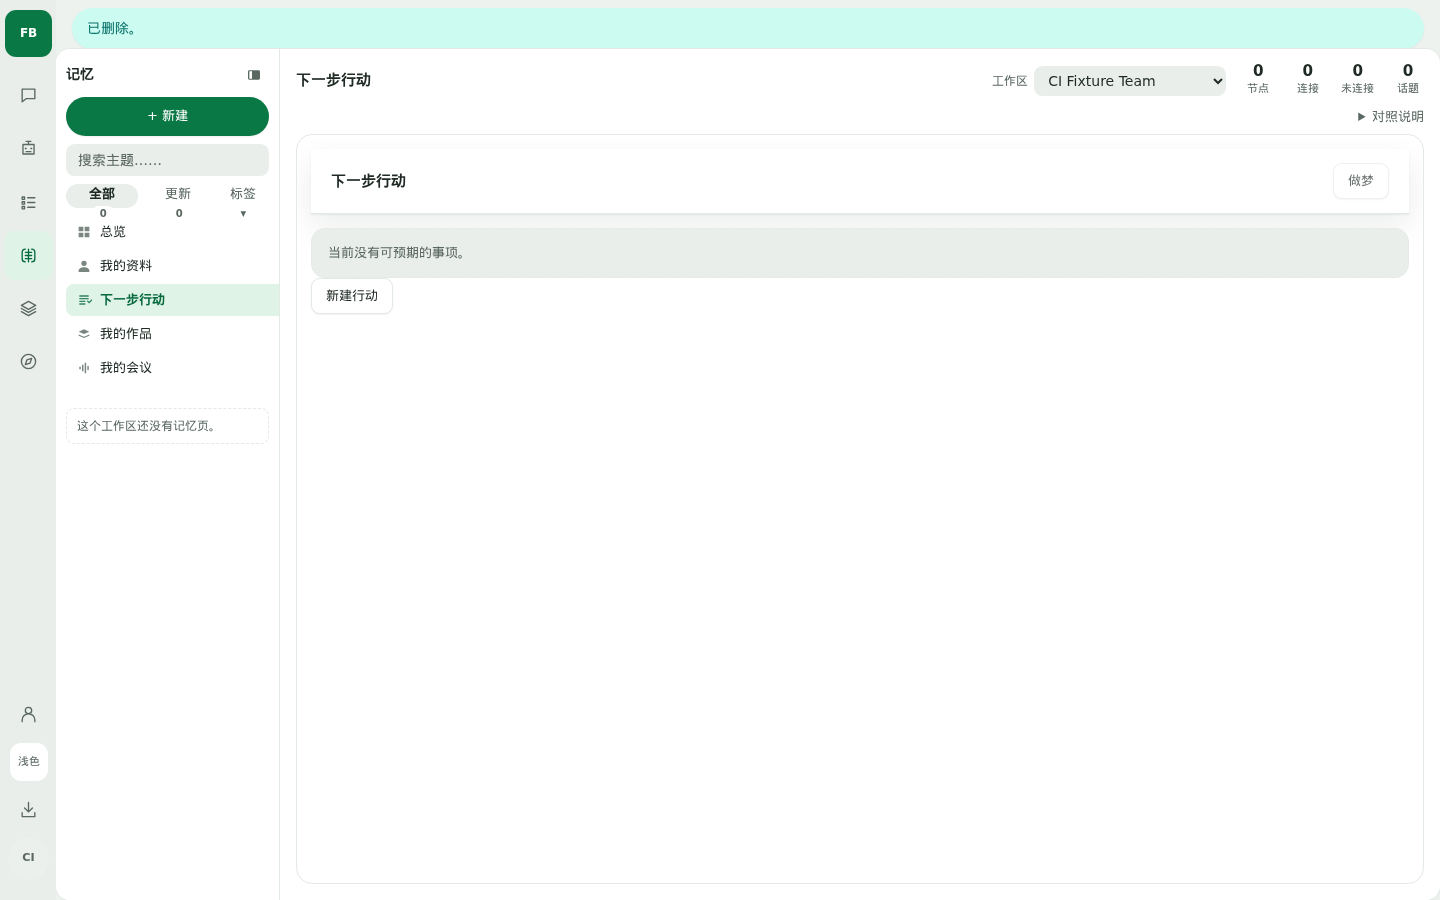 FB
已删除。
记忆
+ 新建
搜索主题……
全部 0
更新 0
标签 ▾
总览
我的资料
下一步行动
我的作品
我的会议
这个工作区还没有记忆页。
浅色
CI
下一步行动
工作区 CI Fixture Team
0 节点
0 连接
0 未连接
0 话题
▶ 对照说明
下一步行动
做梦
当前没有可预期的事项。
新建行动